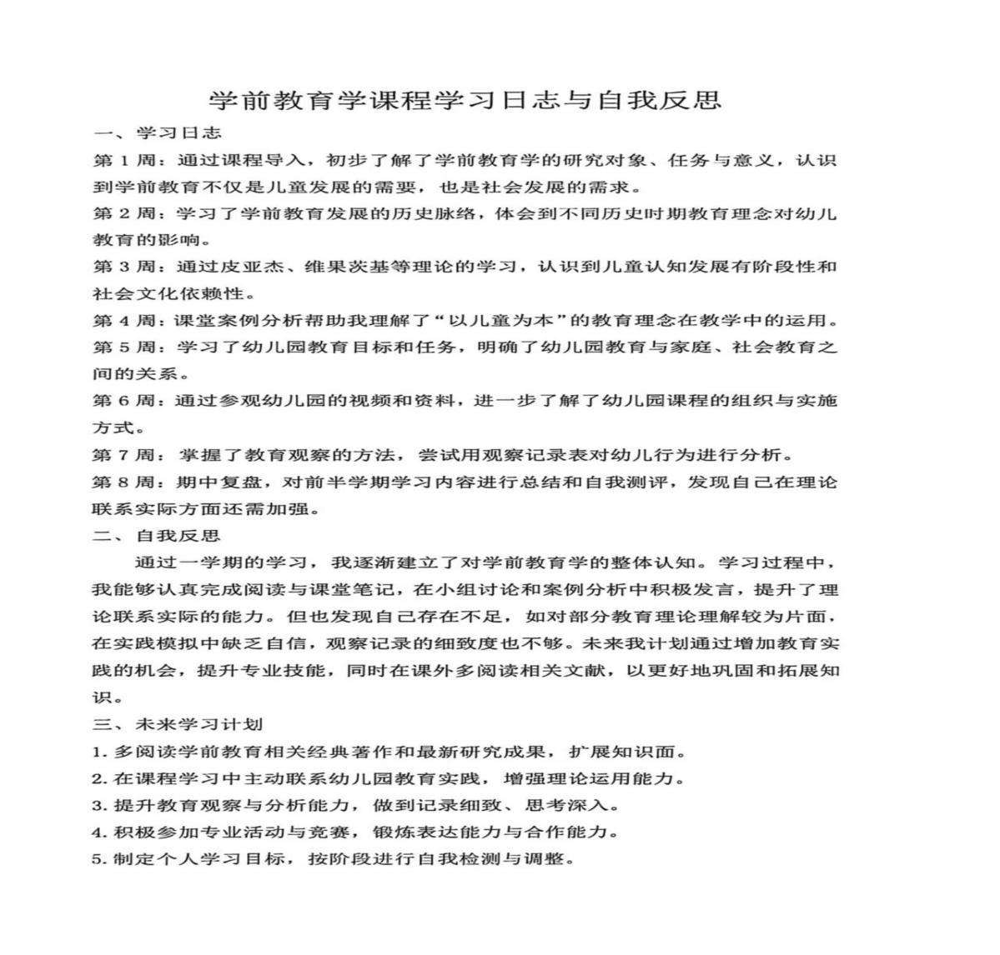 学前教育学课程学习日志与自我反思
一、学习日志
第 1 周：通过课程导入，初步了解了学前教育学的研究对象、任务与意义，认识
到学前教育不仅是儿童发展的需要，也是社会发展的需求。
第 2 周：学习了学前教育发展的历史脉络，体会到不同历史时期教育理念对幼儿
教育的影响。
第 3 周：通过皮亚杰、维果茨基等理论的学习，认识到儿童认知发展有阶段性和
社会文化依赖性。
第 4 周：课堂案例分析帮助我理解了“以儿童为本”的教育理念在教学中的运用。
第 5 周：学习了幼儿园教育目标和任务，明确了幼儿园教育与家庭、社会教育之
间的关系。
第 6 周：通过参观幼儿园的视频和资料，进一步了解了幼儿园课程的组织与实施
方式。
第 7 周：掌握了教育观察的方法，尝试用观察记录表对幼儿行为进行分析。
第 8 周：期中复盘，对前半学期学习内容进行总结和自我测评，发现自己在理论
联系实际方面还需加强。
二、自我反思
通过一学期的学习，我逐渐建立了对学前教育学的整体认知。学习过程中，
我能够认真完成阅读与课堂笔记，在小组讨论和案例分析中积极发言，提升了理
论联系实际的能力。但也发现自己存在不足，如对部分教育理论理解较为片面，
在实践模拟中缺乏自信，观察记录的细致度也不够。未来我计划通过增加教育实
践的机会，提升专业技能，同时在课外多阅读相关文献，以更好地巩固和拓展知
识。
三、未来学习计划
1. 多阅读学前教育相关经典著作和最新研究成果，扩展知识面。
2. 在课程学习中主动联系幼儿园教育实践，增强理论运用能力。
3. 提升教育观察与分析能力，做到记录细致、思考深入。
4. 积极参加专业活动与竞赛，锻炼表达能力与合作能力。
5. 制定个人学习目标，按阶段进行自我检测与调整。